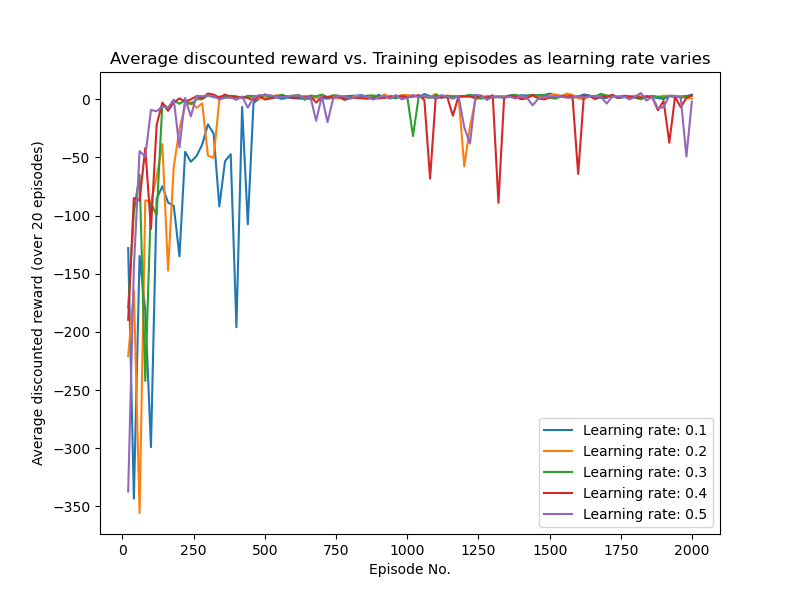 Average discounted reward vs. Training episodes as learning rate varies
Average discounted reward (over 20 episodes)
0
−50
−100
−150
−200
−250
−300
−350
Learning rate: 0.1
Learning rate: 0.2
Learning rate: 0.3
Learning rate: 0.4
Learning rate: 0.5
0 250 500 750 1000 1250 1500 1750 2000
Episode No.